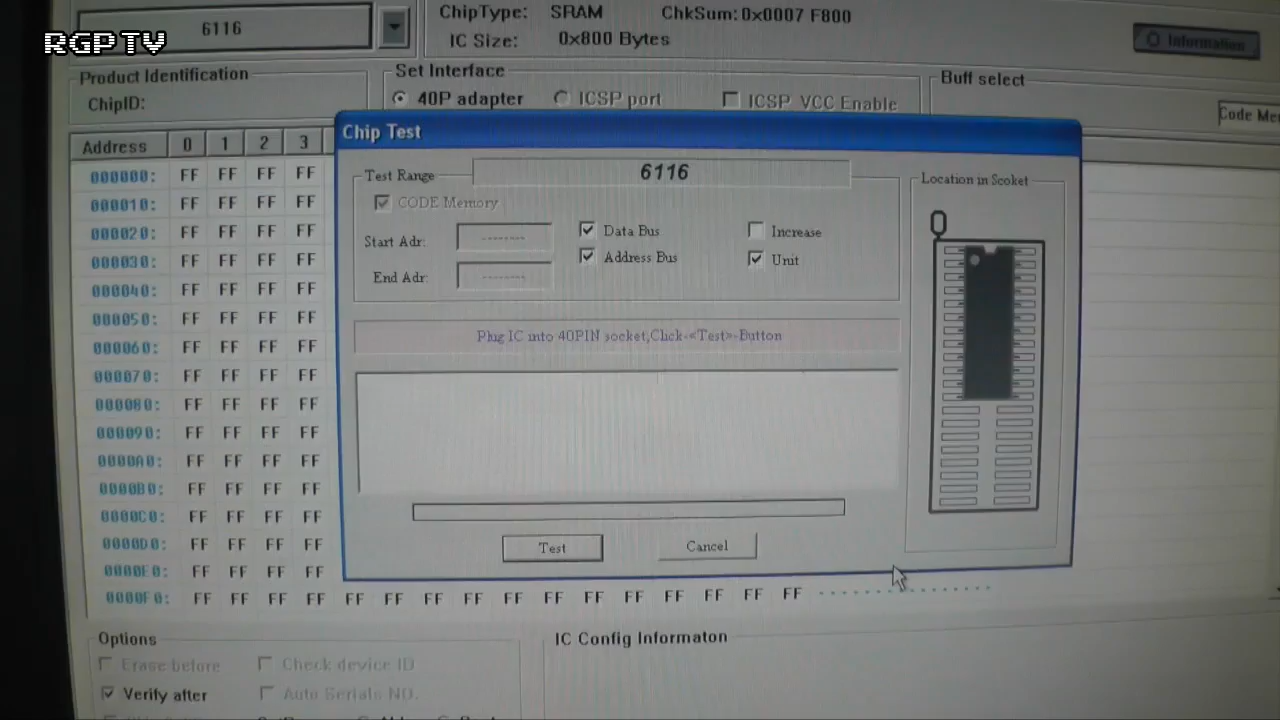 RGPTV
6116
ChipType: SRAM ChkSum:0x0007 F800
IC Size: 0x800 Bytes
Information
Product Identification
ChipID:
Set Interface
40P adapter ICSP port ICSP_VCC Enable
Buff select
Code Me
Address 0 1 2 3
000000: FF FF FF FF
000010: FF FF FF FF
000020: FF FF FF FF
000030: FF FF FF FF
000040: FF FF FF FF
000050: FF FF FF FF
000060: FF FF FF FF
000070: FF FF FF FF
000080: FF FF FF FF
000090: FF FF FF FF
0000A0: FF FF FF FF
0000B0: FF FF FF FF
0000C0: FF FF FF FF
0000D0: FF FF FF FF
0000E0: FF FF FF FF
0000F0: FF FF FF FF FF FF FF FF FF FF FF FF FF FF FF FF ................
Chip Test
Test Range
6116
CODE Memory
Start Adr: --------
End Adr: --------
Data Bus
Address Bus
Increase
Unit
Location in Scoket
Plug IC into 40PIN socket,Click-<Test>-Button
Test Cancel
Options
Erase before Check device ID
Verify after Auto Serials NO.
IC Config Informaton